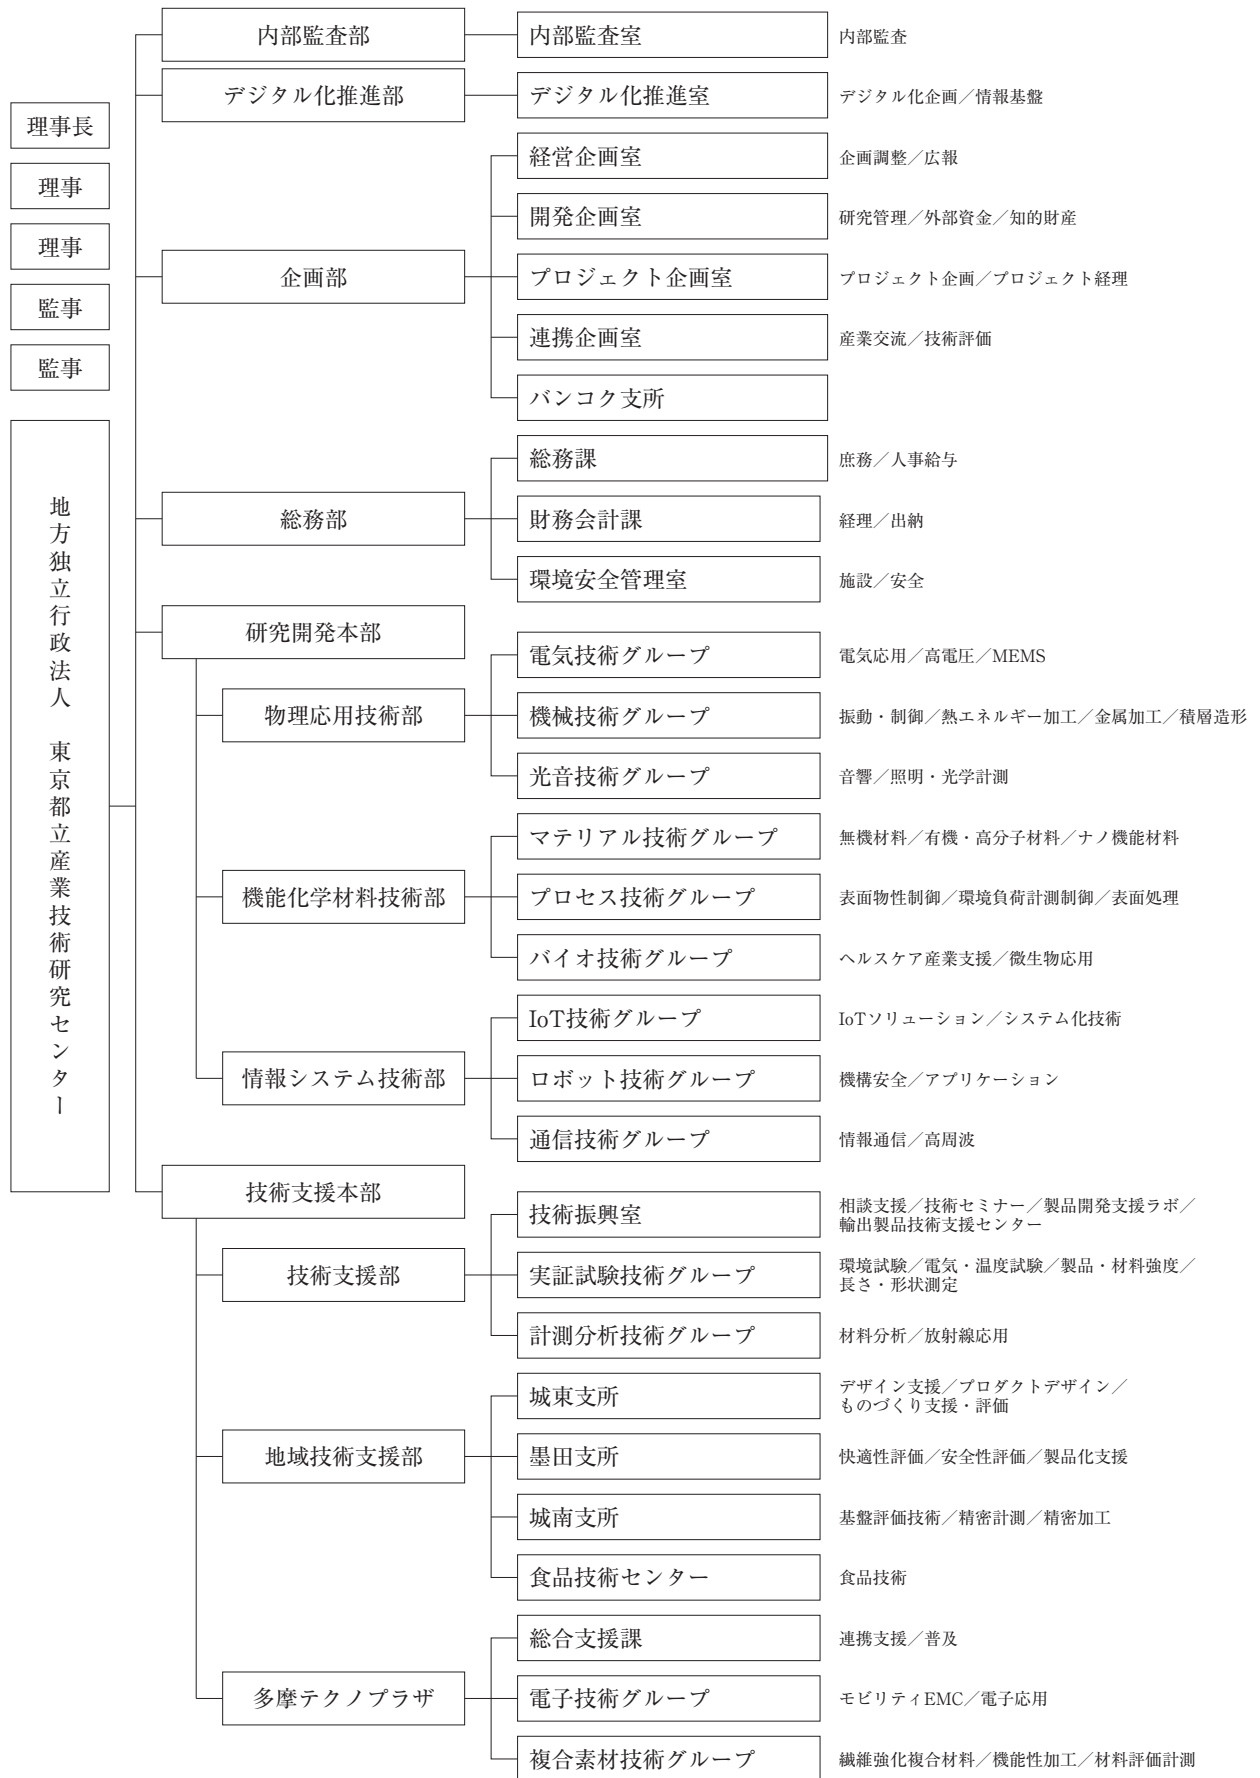 理事長
理事
理事
監事
監事
地方独立行政法人 東京都立産業技術研究センター
内部監査部
内部監査室
内部監査
デジタル化推進部
デジタル化推進室
デジタル化企画／情報基盤
企画部
経営企画室
企画調整／広報
開発企画室
研究管理／外部資金／知的財産
プロジェクト企画室
プロジェクト企画／プロジェクト経理
連携企画室
産業交流／技術評価
バンコク支所
総務部
総務課
庶務／人事給与
財務会計課
経理／出納
環境安全管理室
施設／安全
研究開発本部
物理応用技術部
電気技術グループ
電気応用／高電圧／MEMS
機械技術グループ
振動・制御／熱エネルギー加工／金属加工／積層造形
光音技術グループ
音響／照明・光学計測
機能化学材料技術部
マテリアル技術グループ
無機材料／有機・高分子材料／ナノ機能材料
プロセス技術グループ
表面物性制御／環境負荷計測制御／表面処理
バイオ技術グループ
ヘルスケア産業支援／微生物応用
情報システム技術部
IoT技術グループ
IoTソリューション／システム化技術
ロボット技術グループ
機構安全／アプリケーション
通信技術グループ
情報通信／高周波
技術支援本部
技術支援部
技術振興室
相談支援／技術セミナー／製品開発支援ラボ／
輸出製品技術支援センター
実証試験技術グループ
環境試験／電気・温度試験／製品・材料強度／
長さ・形状測定
計測分析技術グループ
材料分析／放射線応用
地域技術支援部
城東支所
デザイン支援／プロダクトデザイン／
ものづくり支援・評価
墨田支所
快適性評価／安全性評価／製品化支援
城南支所
基盤評価技術／精密計測／精密加工
食品技術センター
食品技術
多摩テクノプラザ
総合支援課
連携支援／普及
電子技術グループ
モビリティEMC／電子応用
複合素材技術グループ
繊維強化複合材料／機能性加工／材料評価計測